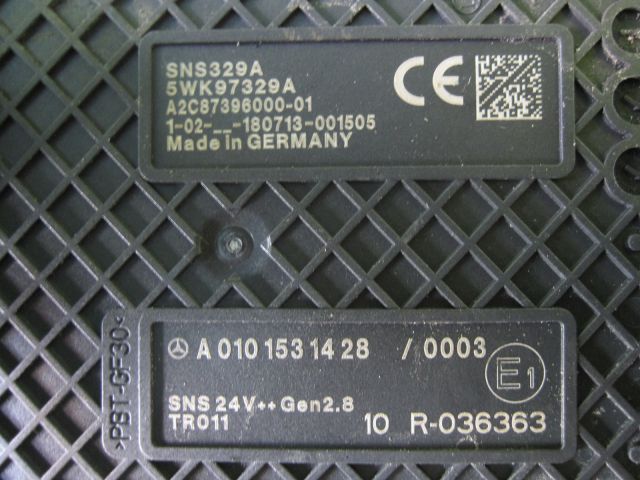 SNS329A
5WK97329A
A2C87396000-01
1-02-__-180713-001505
Made in GERMANY
CE
A 010 153 14 28 / 0003
E1
SNS 24V++Gen2.8
TR011
10 R-036363
>PBT-GF30<